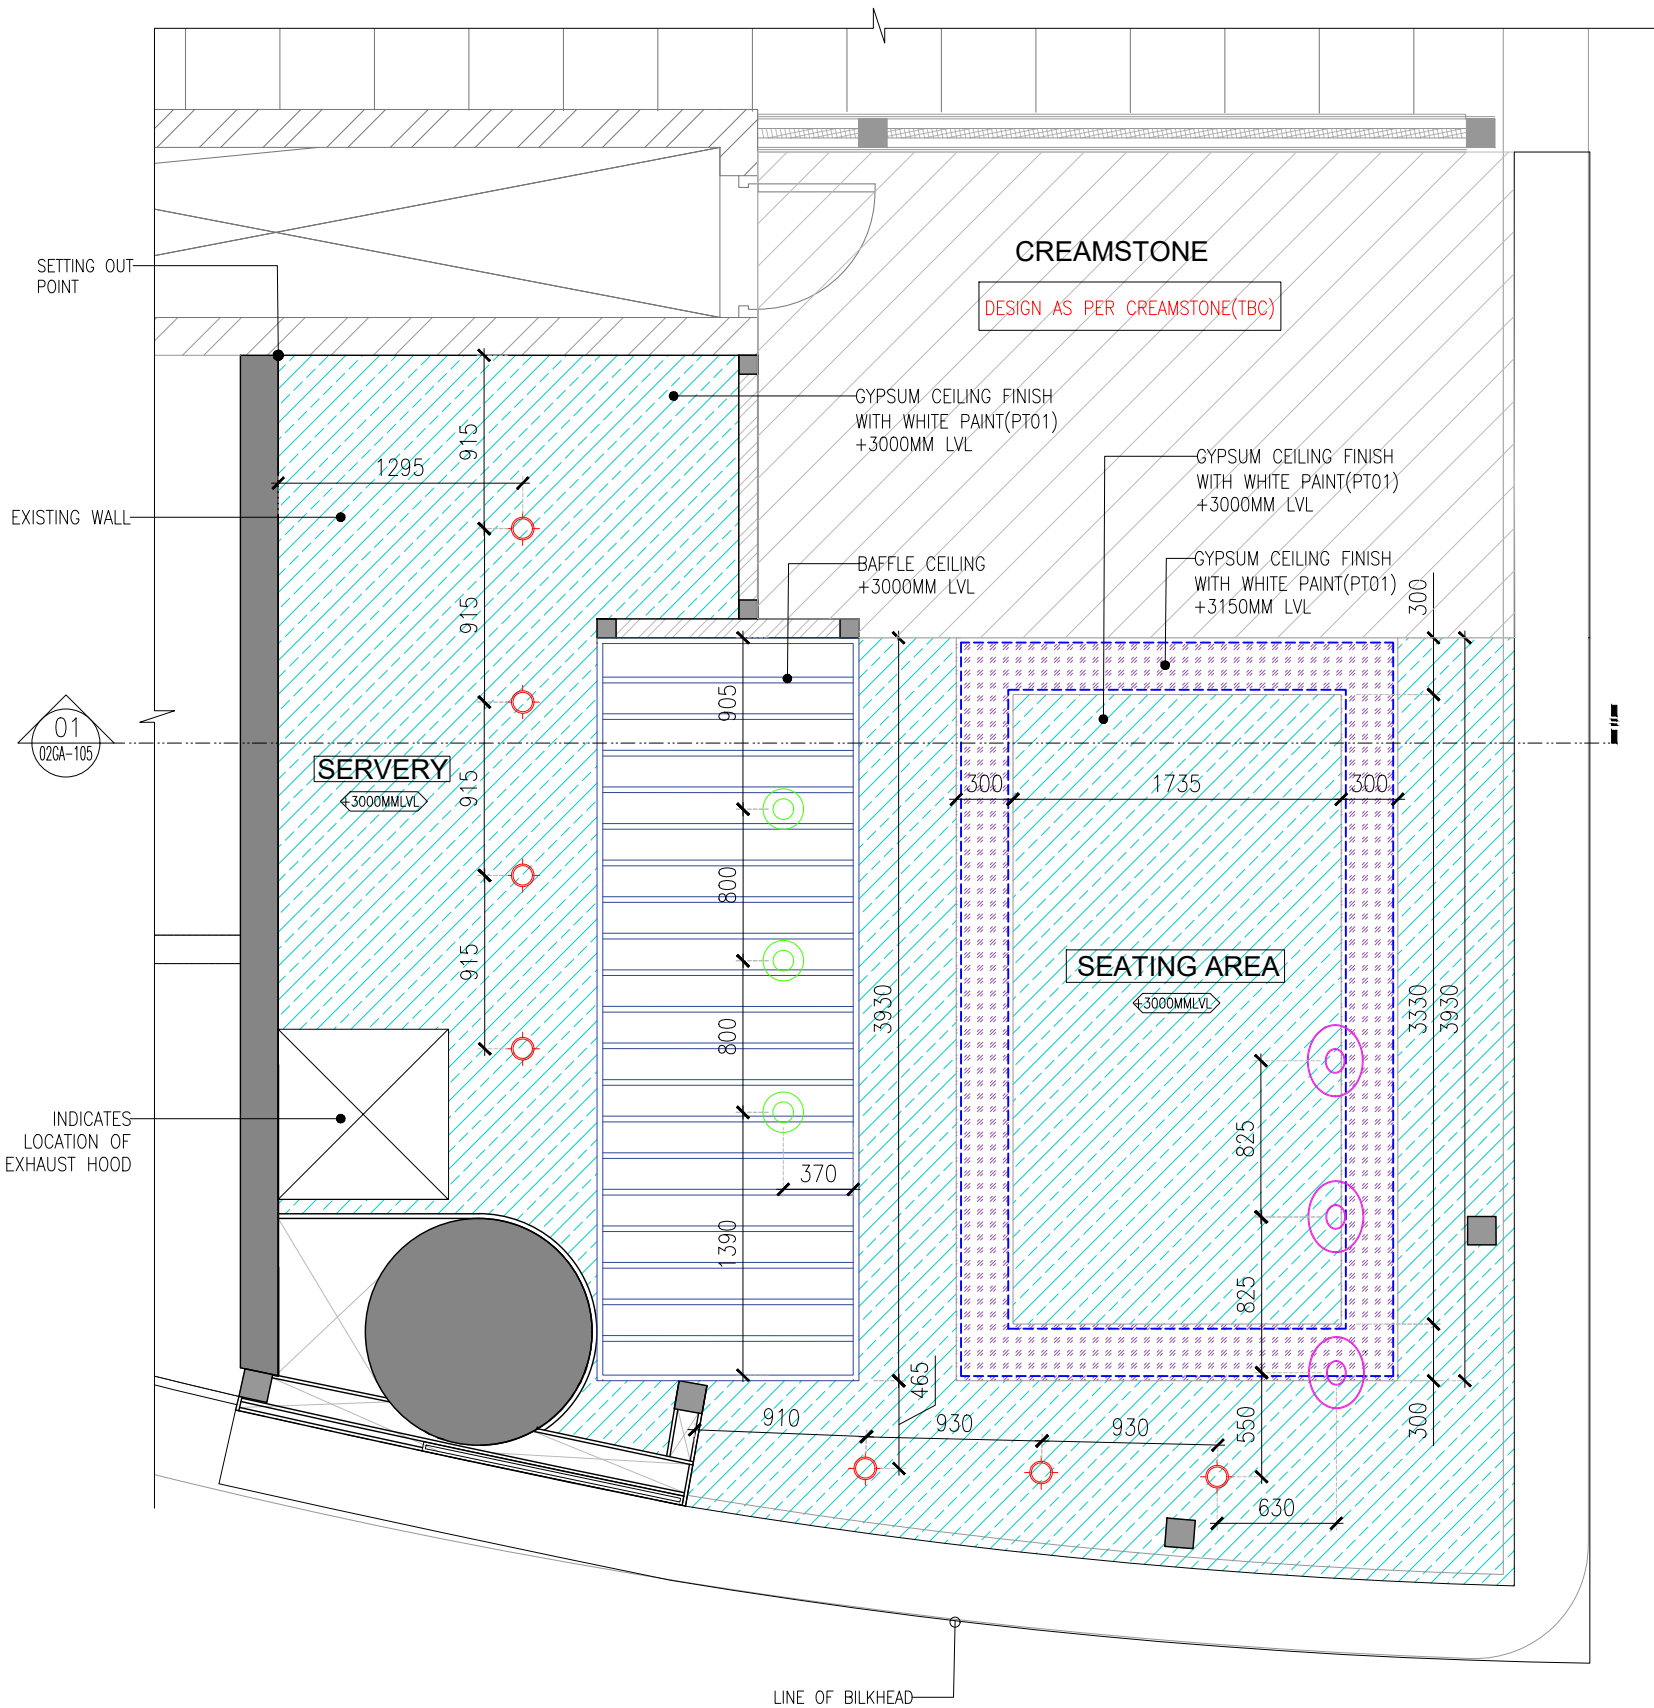 CREAMSTONE
DESIGN AS PER CREAMSTONE(TBC)
SETTING OUT
POINT
GYPSUM CEILING FINISH
WITH WHITE PAINT(PT01)
+3000MM LVL
915
1295
GYPSUM CEILING FINISH
WITH WHITE PAINT(PT01)
+3000MM LVL
EXISTING WALL
BAFFLE CEILING
+3000MM LVL
GYPSUM CEILING FINISH
WITH WHITE PAINT(PT01)
+3150MM LVL
300
915
905
01
02GA-105
SERVERY
+3000MMLVL
915
300
1735
300
800
915
SEATING AREA
+3000MMLVL
3930
3330
3930
800
INDICATES
LOCATION OF
EXHAUST HOOD
825
370
1390
825
465
910
930
930
550
300
630
LINE OF BILKHEAD